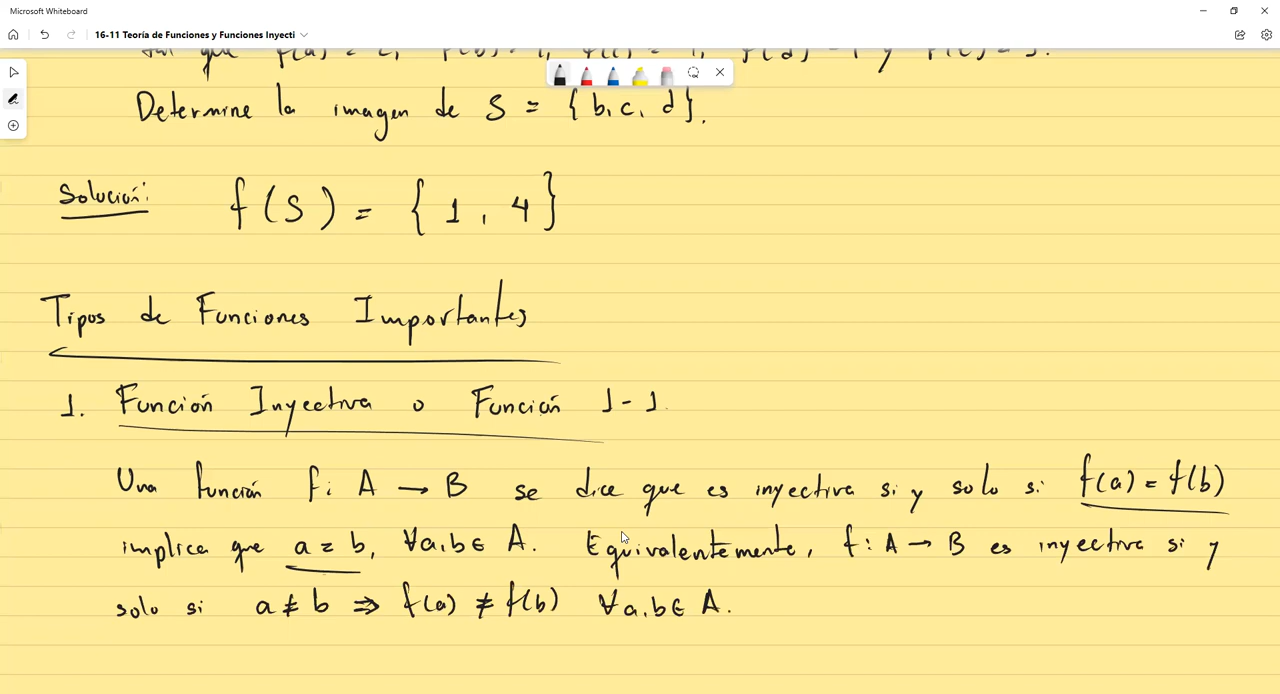 Microsoft Whiteboard
16-11 Teoría de Funciones y Funciones Inyecti
que
Determine la imagen de S = {b, c, d}.
Solución: f(S) = {1, 4}
Tipos de Funciones Importantes
1. Función Inyectiva o Función 1-1.
Una función f: A → B se dice que es inyectiva si y solo si f(a) = f(b)
implica que a = b, ∀a,b ∈ A. Equivalentemente, f: A → B es inyectiva si y
solo si a ≠ b ⇒ f(a) ≠ f(b) ∀a,b ∈ A.